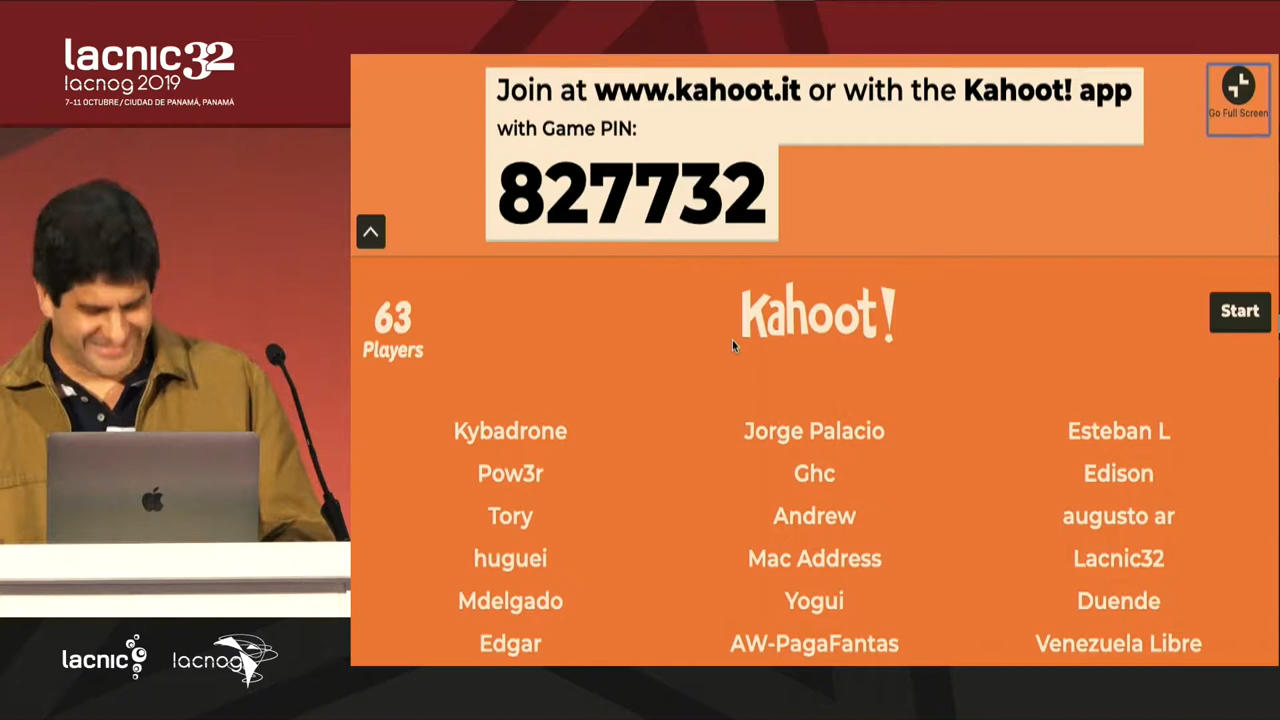 lacnic32
lacnog 2019
7-11 OCTUBRE / CIUDAD DE PANAMÁ, PANAMÁ
Join at www.kahoot.it or with the Kahoot! app
with Game PIN:
827732
Go Full Screen
63
Players
Kahoot!
Start
Kybadrone
Jorge Palacio
Esteban L
Pow3r
Ghc
Edison
Tory
Andrew
augusto ar
huguei
Mac Address
Lacnic32
Mdelgado
Yogui
Duende
Edgar
AW-PagaFantas
Venezuela Libre
lacnic
lacnog